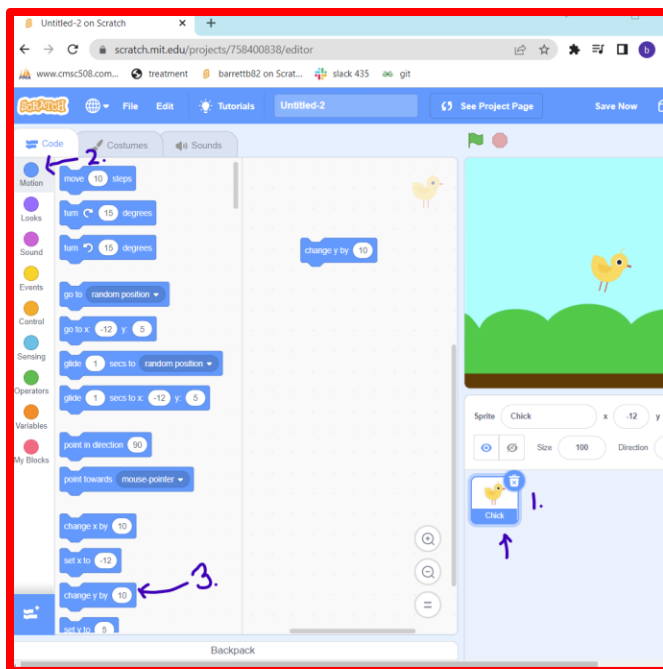 Untitled-2 on Scratch
scratch.mit.edu/projects/758400838/editor
b
www.cmsc508.com...
treatment
barrettb82 on Scrat...
slack 435
git
SCRATCH
File
Edit
Tutorials
Untitled-2
See Project Page
Save Now
Code
Costumes
Sounds
2.
Motion
Looks
Sound
Events
Control
Sensing
Operators
Variables
My Blocks
move 10 steps
turn 15 degrees
turn 15 degrees
go to random position
go to x: -12 y: 5
glide 1 secs to random position
glide 1 secs to x: -12 y: 5
point in direction 90
point towards mouse-pointer
change x by 10
set x to -12
change y by 10
3.
set y to 5
change y by 10
Sprite Chick x -12 y
Size 100 Direction
Chick
1.
Backpack